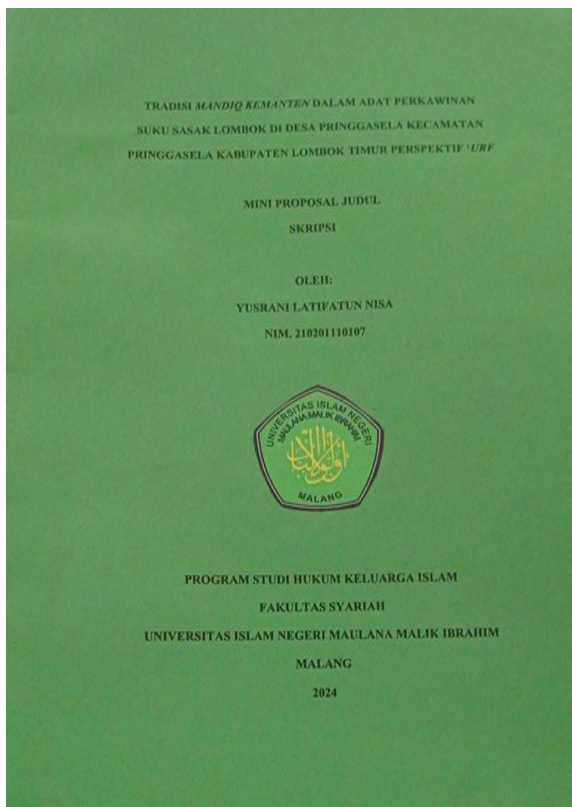 TRADISI MANDIQ KEMANTEN DALAM ADAT PERKAWINAN
SUKU SASAK LOMBOK DI DESA PRINGGASELA KECAMATAN
PRINGGASELA KABUPATEN LOMBOK TIMUR PERSPEKTIF 'URF
MINI PROPOSAL JUDUL
SKRIPSI
OLEH:
YUSRANI LATIFATUN NISA
NIM. 210201110107
UNIVERSITAS ISLAM NEGERI
MAULANA MALIK IBRAHIM
MALANG
PROGRAM STUDI HUKUM KELUARGA ISLAM
FAKULTAS SYARIAH
UNIVERSITAS ISLAM NEGERI MAULANA MALIK IBRAHIM
MALANG
2024